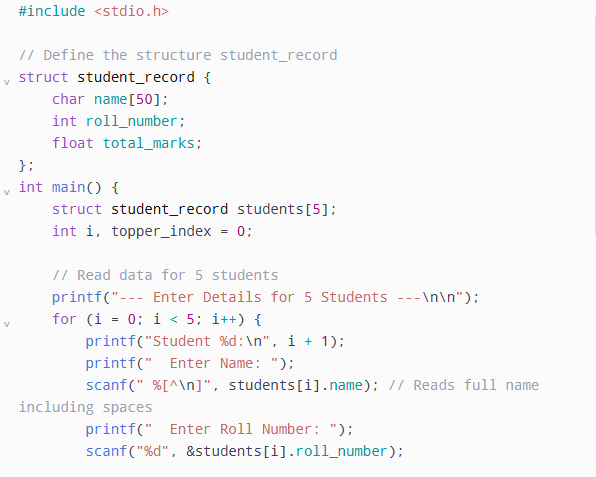 #include <stdio.h>

// Define the structure student_record
struct student_record {
    char name[50];
    int roll_number;
    float total_marks;
};
int main() {
    struct student_record students[5];
    int i, topper_index = 0;

    // Read data for 5 students
    printf("--- Enter Details for 5 Students ---\n\n");
    for (i = 0; i < 5; i++) {
        printf("Student %d:\n", i + 1);
        printf("  Enter Name: ");
        scanf(" %[^\n]", students[i].name); // Reads full name
including spaces
        printf("  Enter Roll Number: ");
        scanf("%d", &students[i].roll_number);